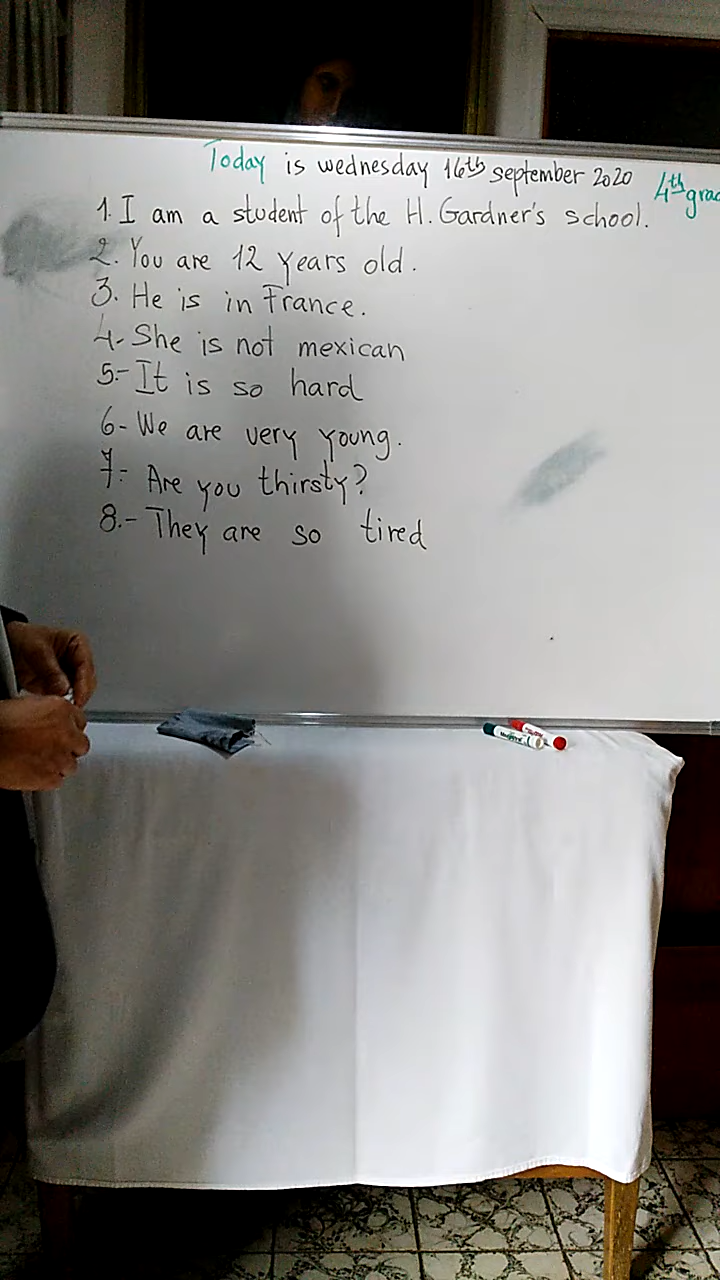 Today is wednesday 16th september 2020 4th grad
1. I am a student of the H. Gardner's school.
2. You are 12 years old.
3. He is in France.
4- She is not mexican
5.- It is so hard
6- We are very young.
7- Are you thirsty?
8.- They are so tired